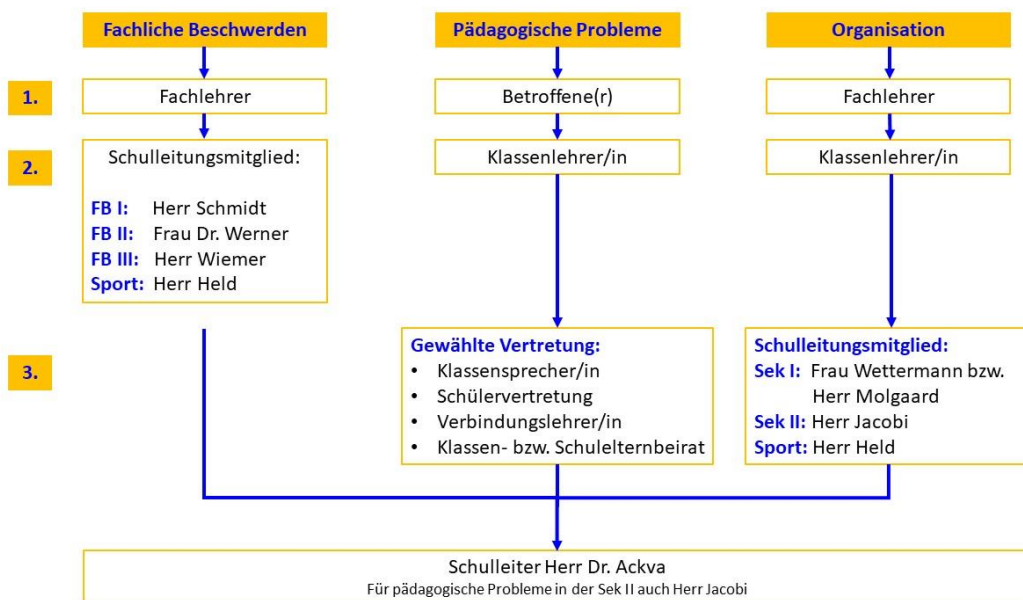 Fachliche Beschwerden
Pädagogische Probleme
Organisation
1.
Fachlehrer
Betroffene(r)
Fachlehrer
2.
Schulleitungsmitglied:
FB I: Herr Schmidt
FB II: Frau Dr. Werner
FB III: Herr Wiemer
Sport: Herr Held
Klassenlehrer/in
Klassenlehrer/in
3.
Gewählte Vertretung:
• Klassensprecher/in
• Schülervertretung
• Verbindungslehrer/in
• Klassen- bzw. Schulelternbeirat
Schulleitungsmitglied:
Sek I: Frau Wettermann bzw.
Herr Molgaard
Sek II: Herr Jacobi
Sport: Herr Held
Schulleiter Herr Dr. Ackva
Für pädagogische Probleme in der Sek II auch Herr Jacobi